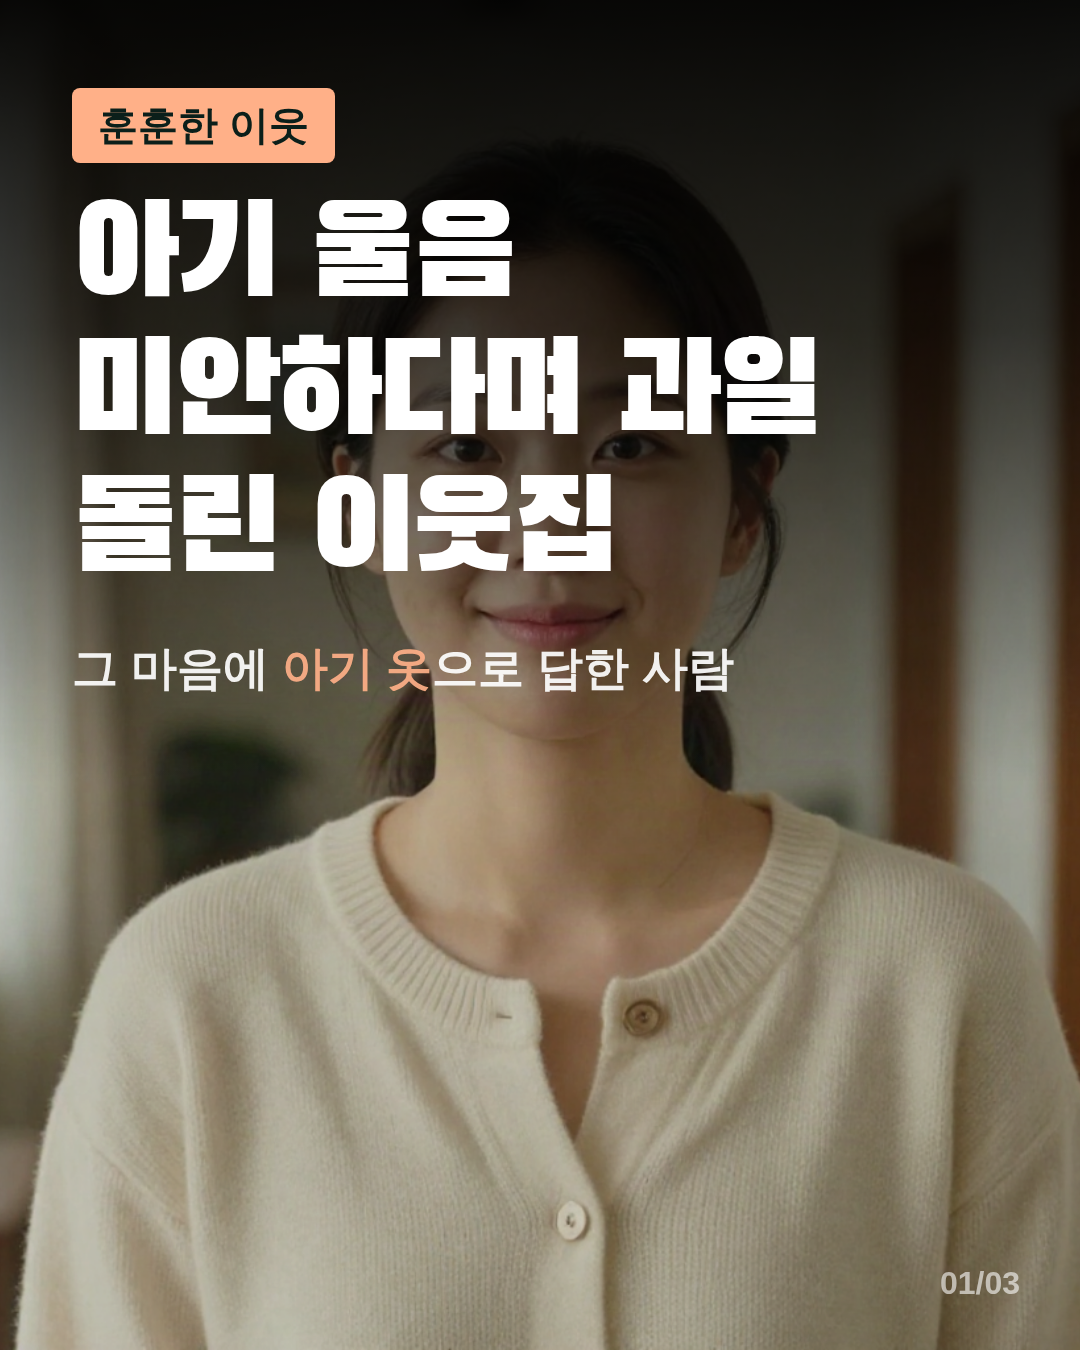 훈훈한 이웃
아기 울음
미안하다며 과일
돌린 이웃집
그 마음에 아기 옷으로 답한 사람
01/03